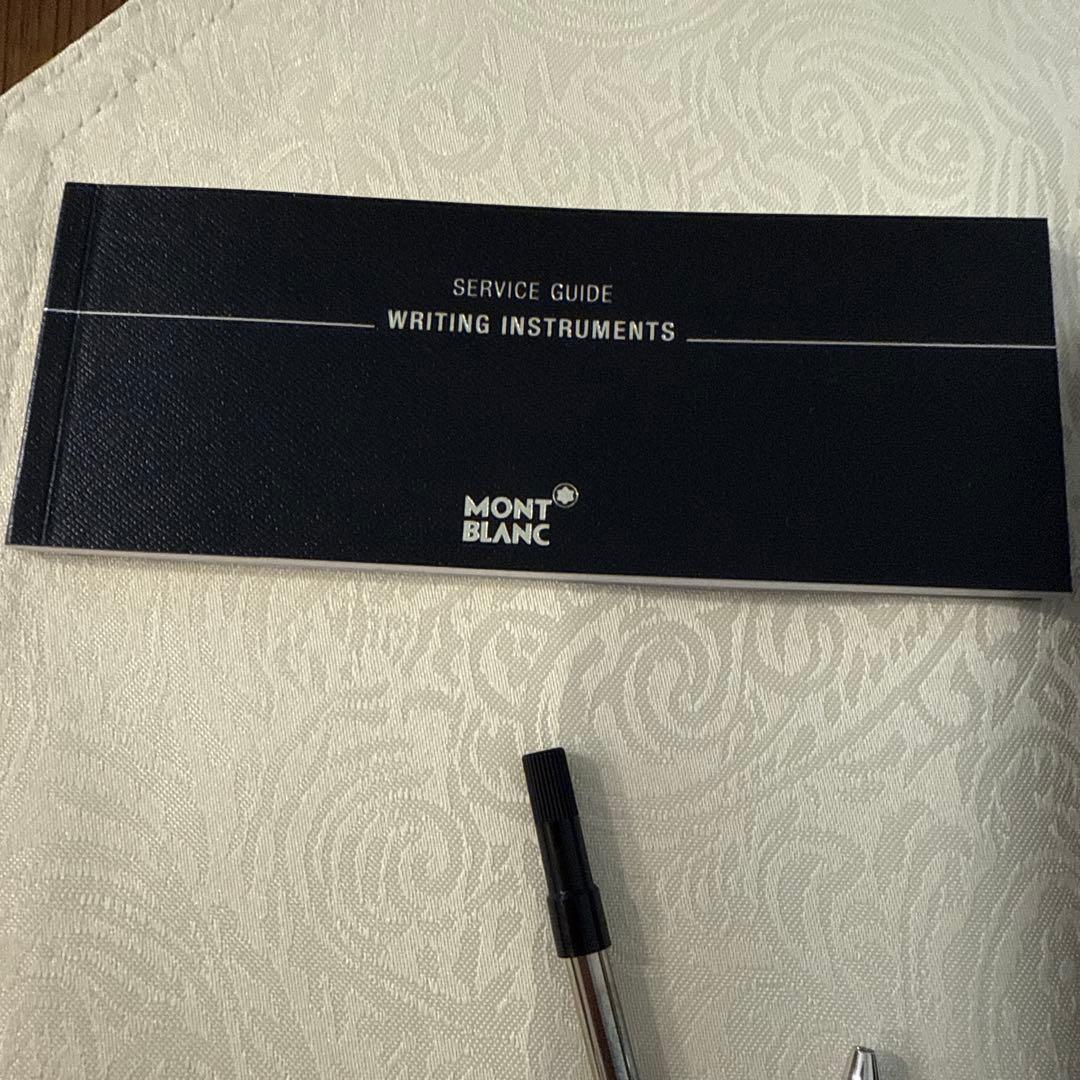 SERVICE GUIDE
WRITING INSTRUMENTS
MONT
BLANC